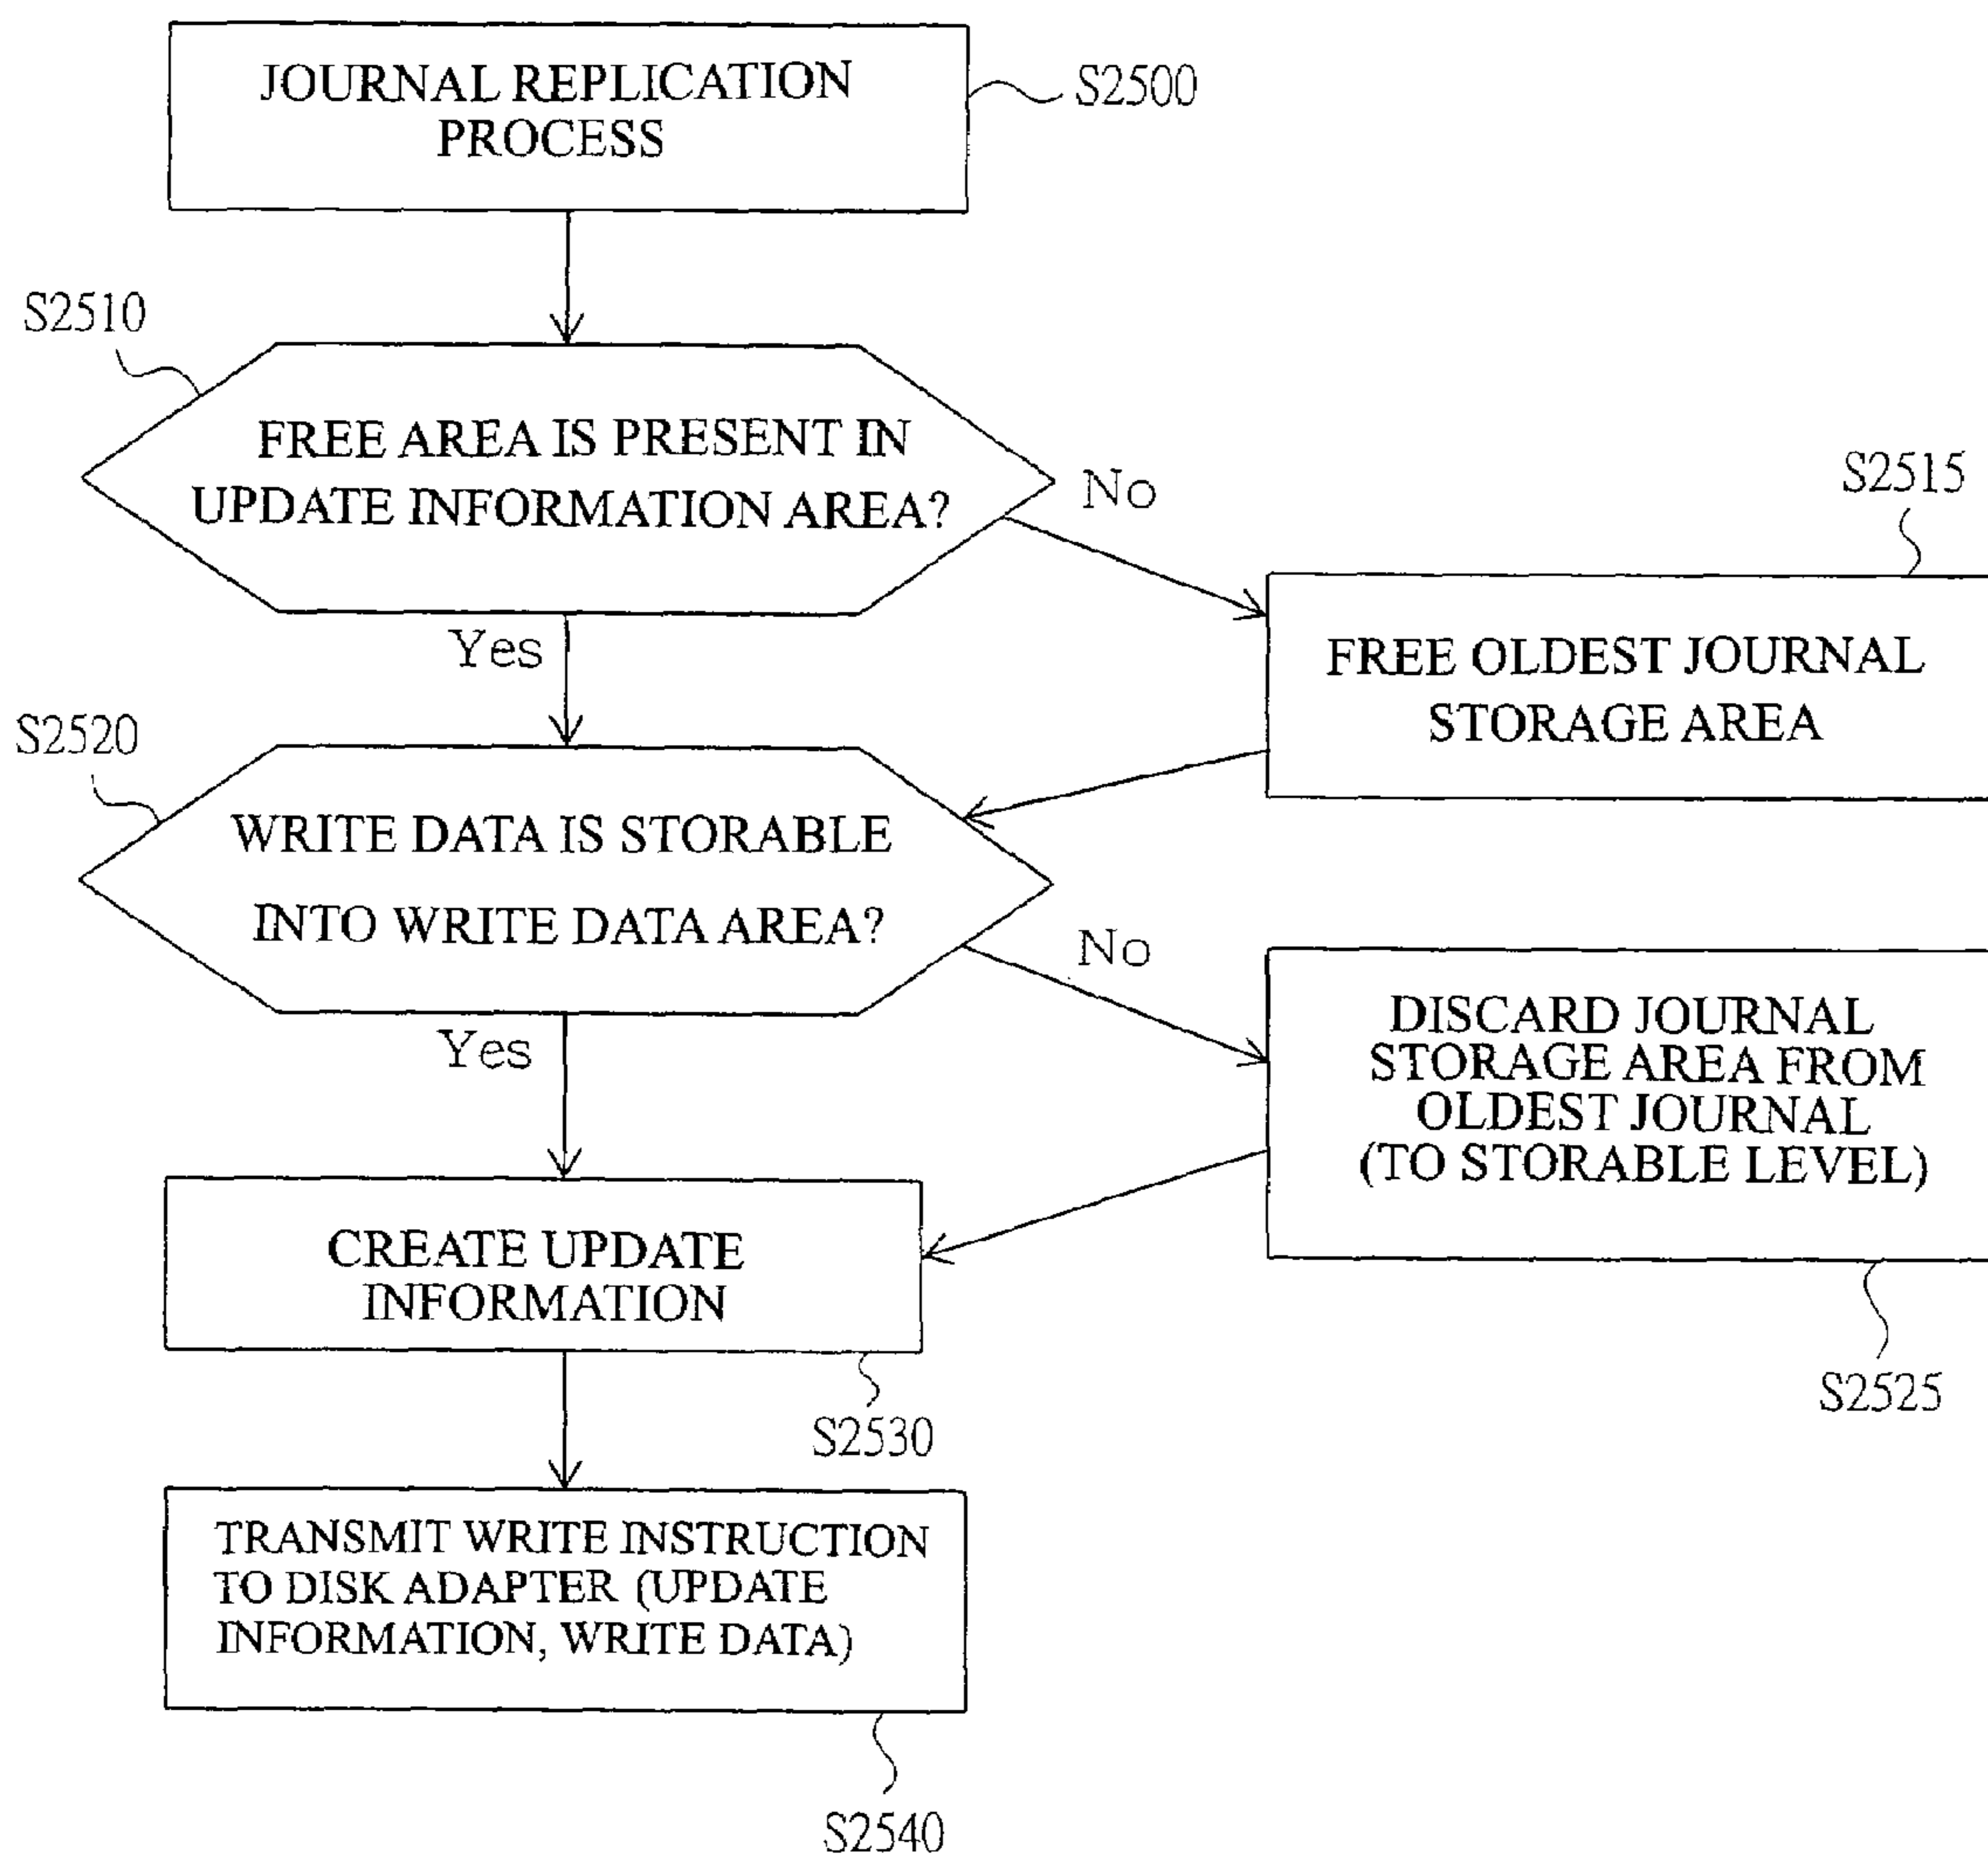 JOURNAL REPLICATION
PROCESS
S2500
S2510
FREE AREA IS PRESENT IN
UPDATE INFORMATION AREA?
No
S2515
FREE OLDEST JOURNAL
STORAGE AREA
Yes
S2520
WRITE DATA IS STORABLE
INTO WRITE DATA AREA?
No
DISCARD JOURNAL
STORAGE AREA FROM
OLDEST JOURNAL
(TO STORABLE LEVEL)
S2525
Yes
CREATE UPDATE
INFORMATION
S2530
TRANSMIT WRITE INSTRUCTION
TO DISK ADAPTER (UPDATE
INFORMATION, WRITE DATA)
S2540